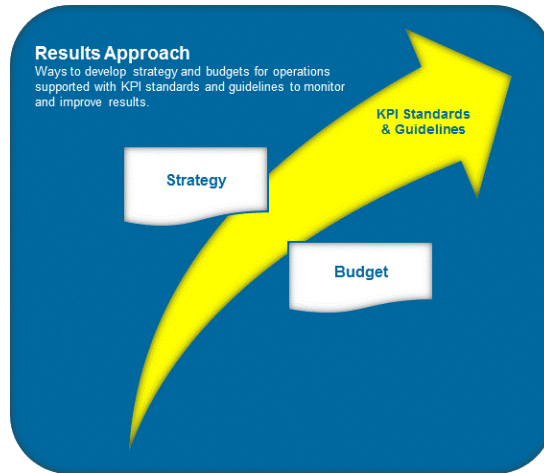 Results Approach
Ways to develop strategy and budgets for operations
supported with KPI standards and guidelines to monitor
and improve results.
KPI Standards
& Guidelines
Strategy
Budget